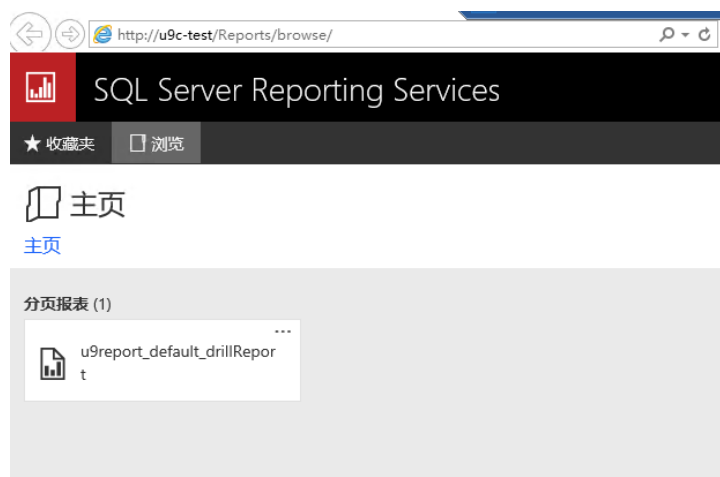 http://u9c-test/Reports/browse/
SQL Server Reporting Services
收藏夹 浏览
主页
主页
分页报表 (1)
...
u9report_default_drillRepor
t